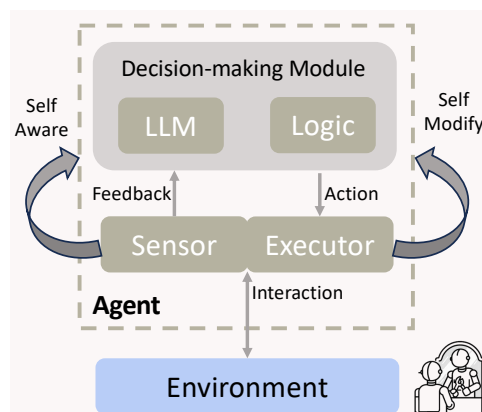 Decision-making Module
Self
Aware
LLM
Logic
Self
Modify
Feedback
Action
Sensor
Executor
Agent
Interaction
Environment